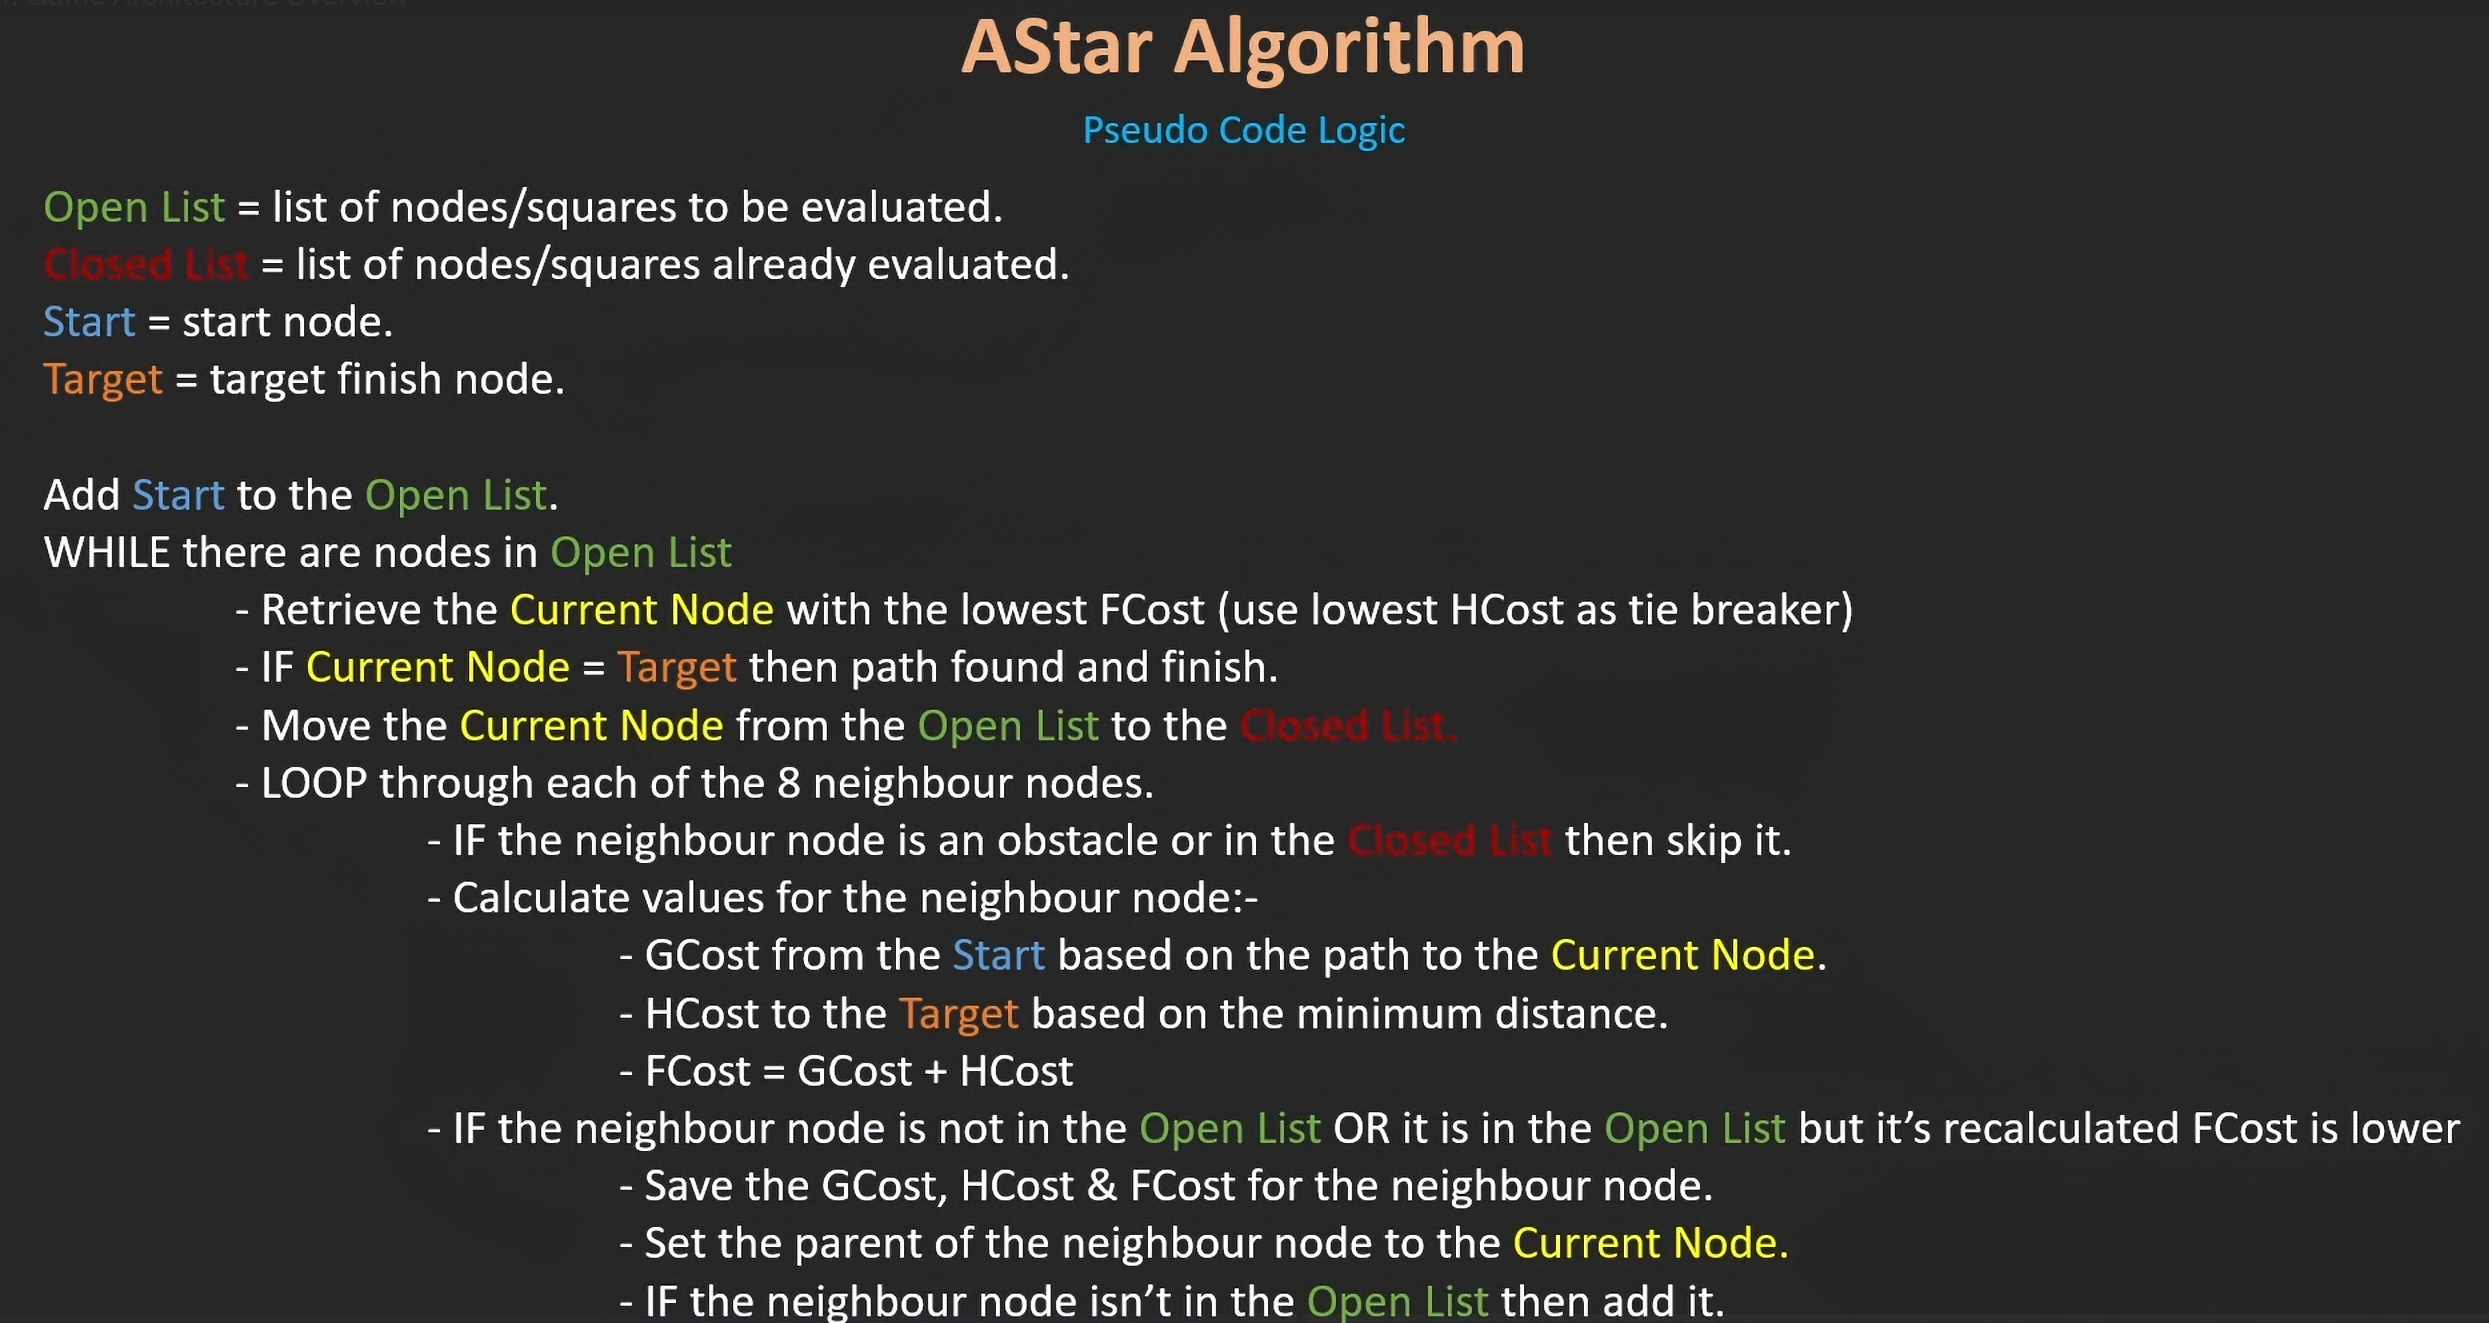 AStar Algorithm
Pseudo Code Logic
Open List = list of nodes/squares to be evaluated.
Closed List = list of nodes/squares already evaluated.
Start = start node.
Target = target finish node.
Add Start to the Open List.
WHILE there are nodes in Open List
- Retrieve the Current Node with the lowest FCost (use lowest HCost as tie breaker)
- IF Current Node = Target then path found and finish.
- Move the Current Node from the Open List to the Closed List.
- LOOP through each of the 8 neighbour nodes.
- IF the neighbour node is an obstacle or in the Closed List then skip it.
- Calculate values for the neighbour node:-
- GCost from the Start based on the path to the Current Node.
- HCost to the Target based on the minimum distance.
- FCost = GCost + HCost
- IF the neighbour node is not in the Open List OR it is in the Open List but it’s recalculated FCost is lower
- Save the GCost, HCost & FCost for the neighbour node.
- Set the parent of the neighbour node to the Current Node.
- IF the neighbour node isn’t in the Open List then add it.